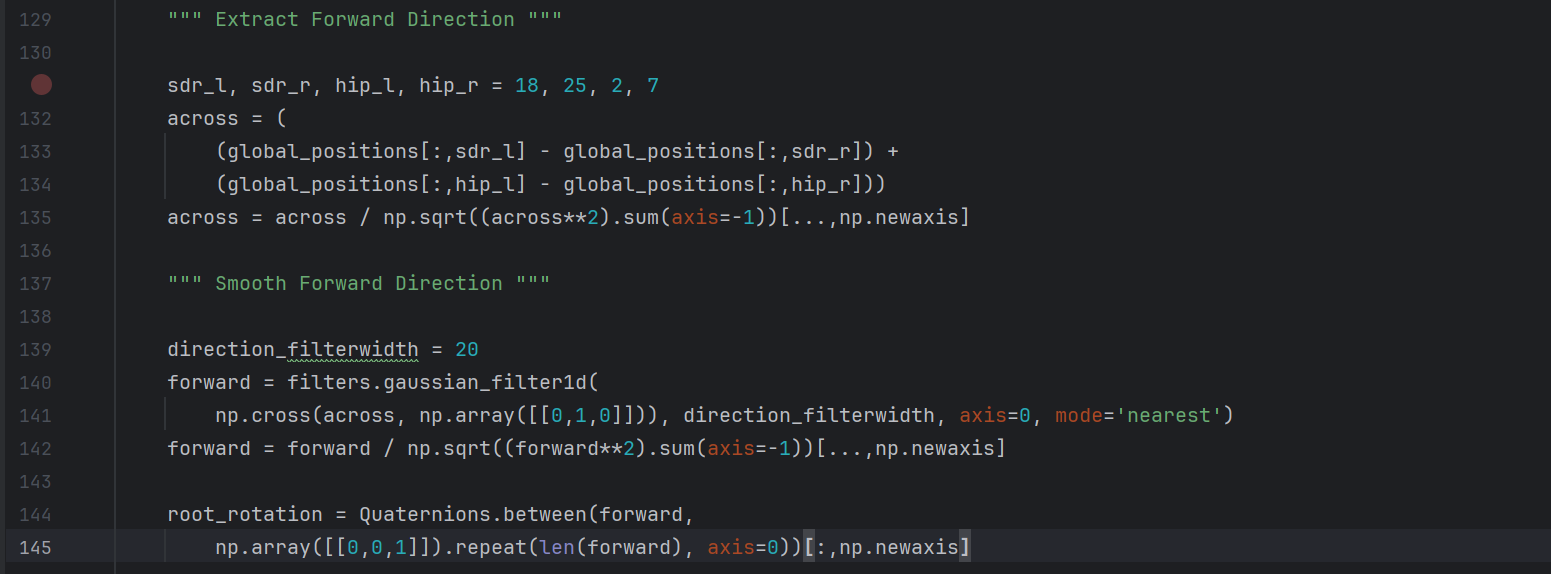 129 """ Extract Forward Direction """
130
sdr_l, sdr_r, hip_l, hip_r = 18, 25, 2, 7
132 across = (
133 (global_positions[:,sdr_l] - global_positions[:,sdr_r]) +
134 (global_positions[:,hip_l] - global_positions[:,hip_r]))
135 across = across / np.sqrt((across**2).sum(axis=-1))[...,np.newaxis]
136
137 """ Smooth Forward Direction """
138
139 direction_filterwidth = 20
140 forward = filters.gaussian_filter1d(
141 np.cross(across, np.array([[0,1,0]])), direction_filterwidth, axis=0, mode='nearest')
142 forward = forward / np.sqrt((forward**2).sum(axis=-1))[...,np.newaxis]
143
144 root_rotation = Quaternions.between(forward,
145 np.array([[0,0,1]]).repeat(len(forward), axis=0))[:,np.newaxis]